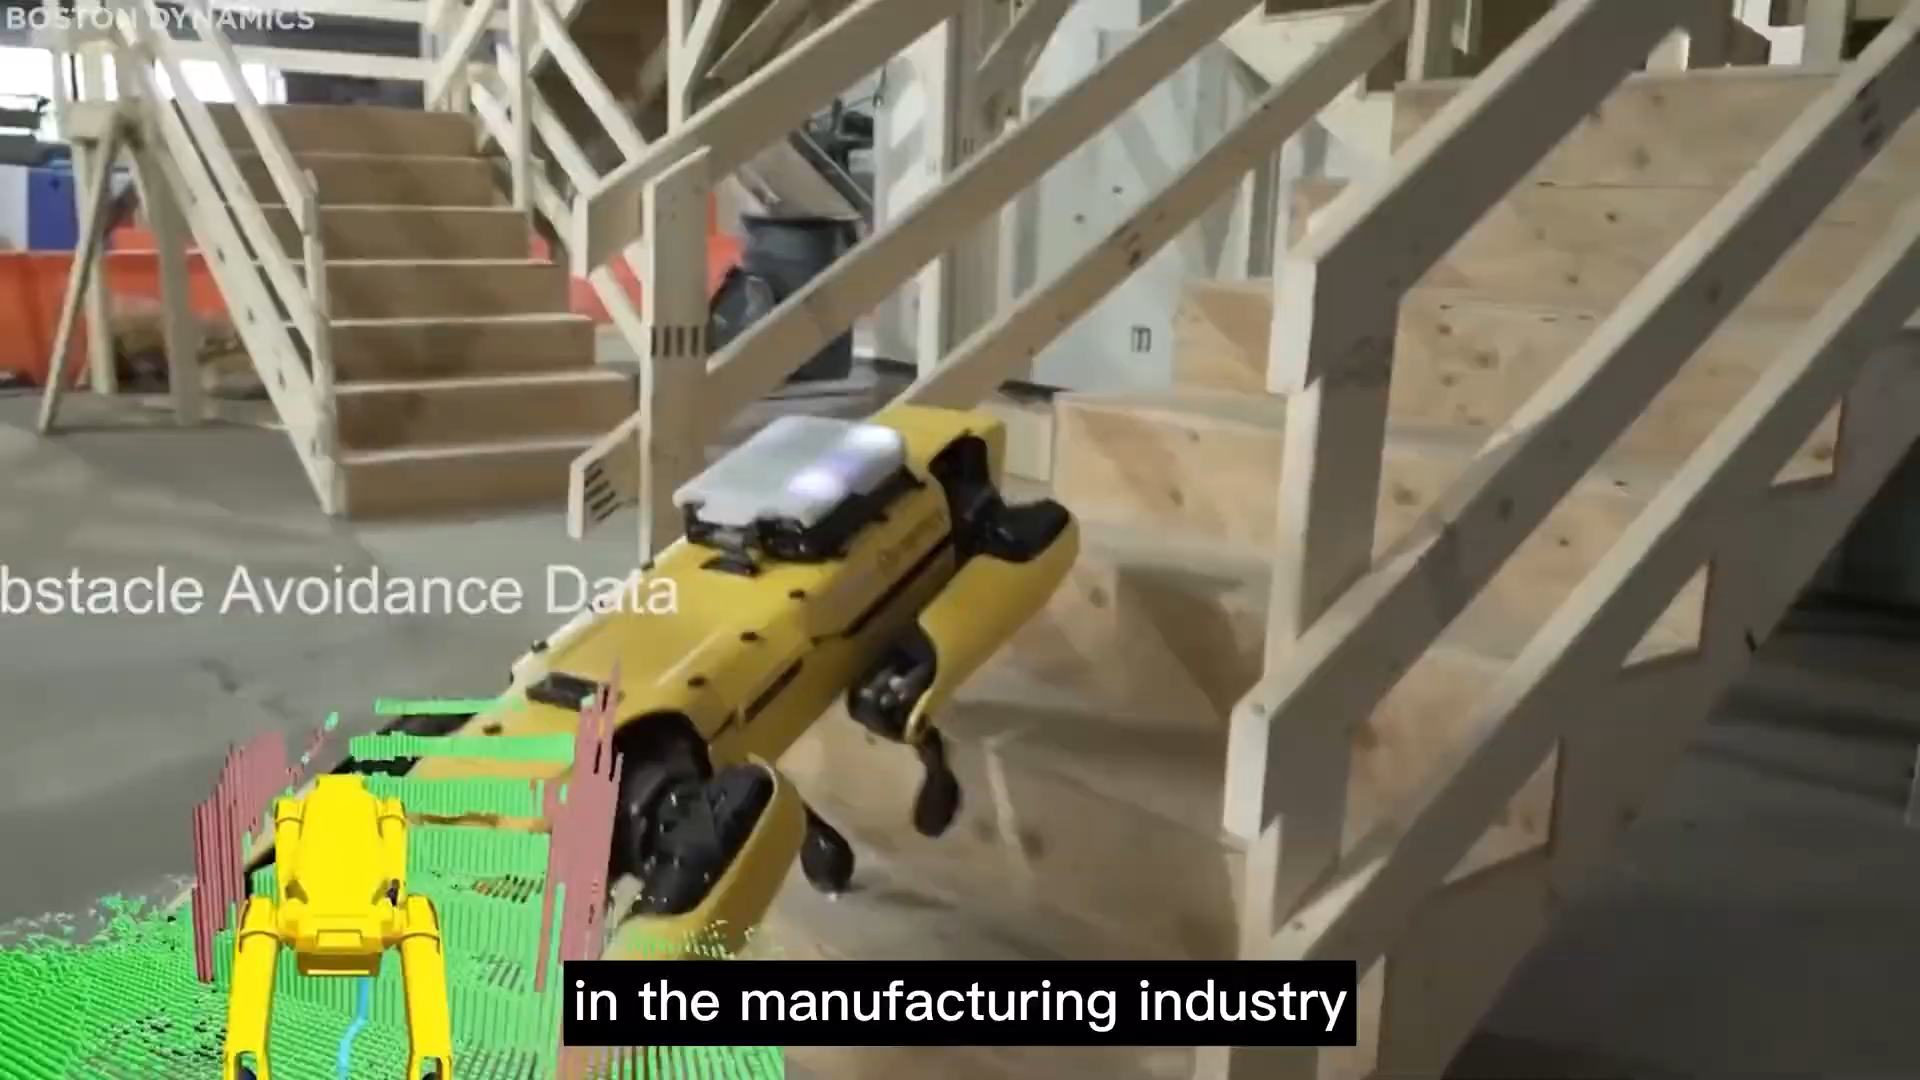 BOSTON DYNAMICS
bstacle Avoidance Data
in the manufacturing industry